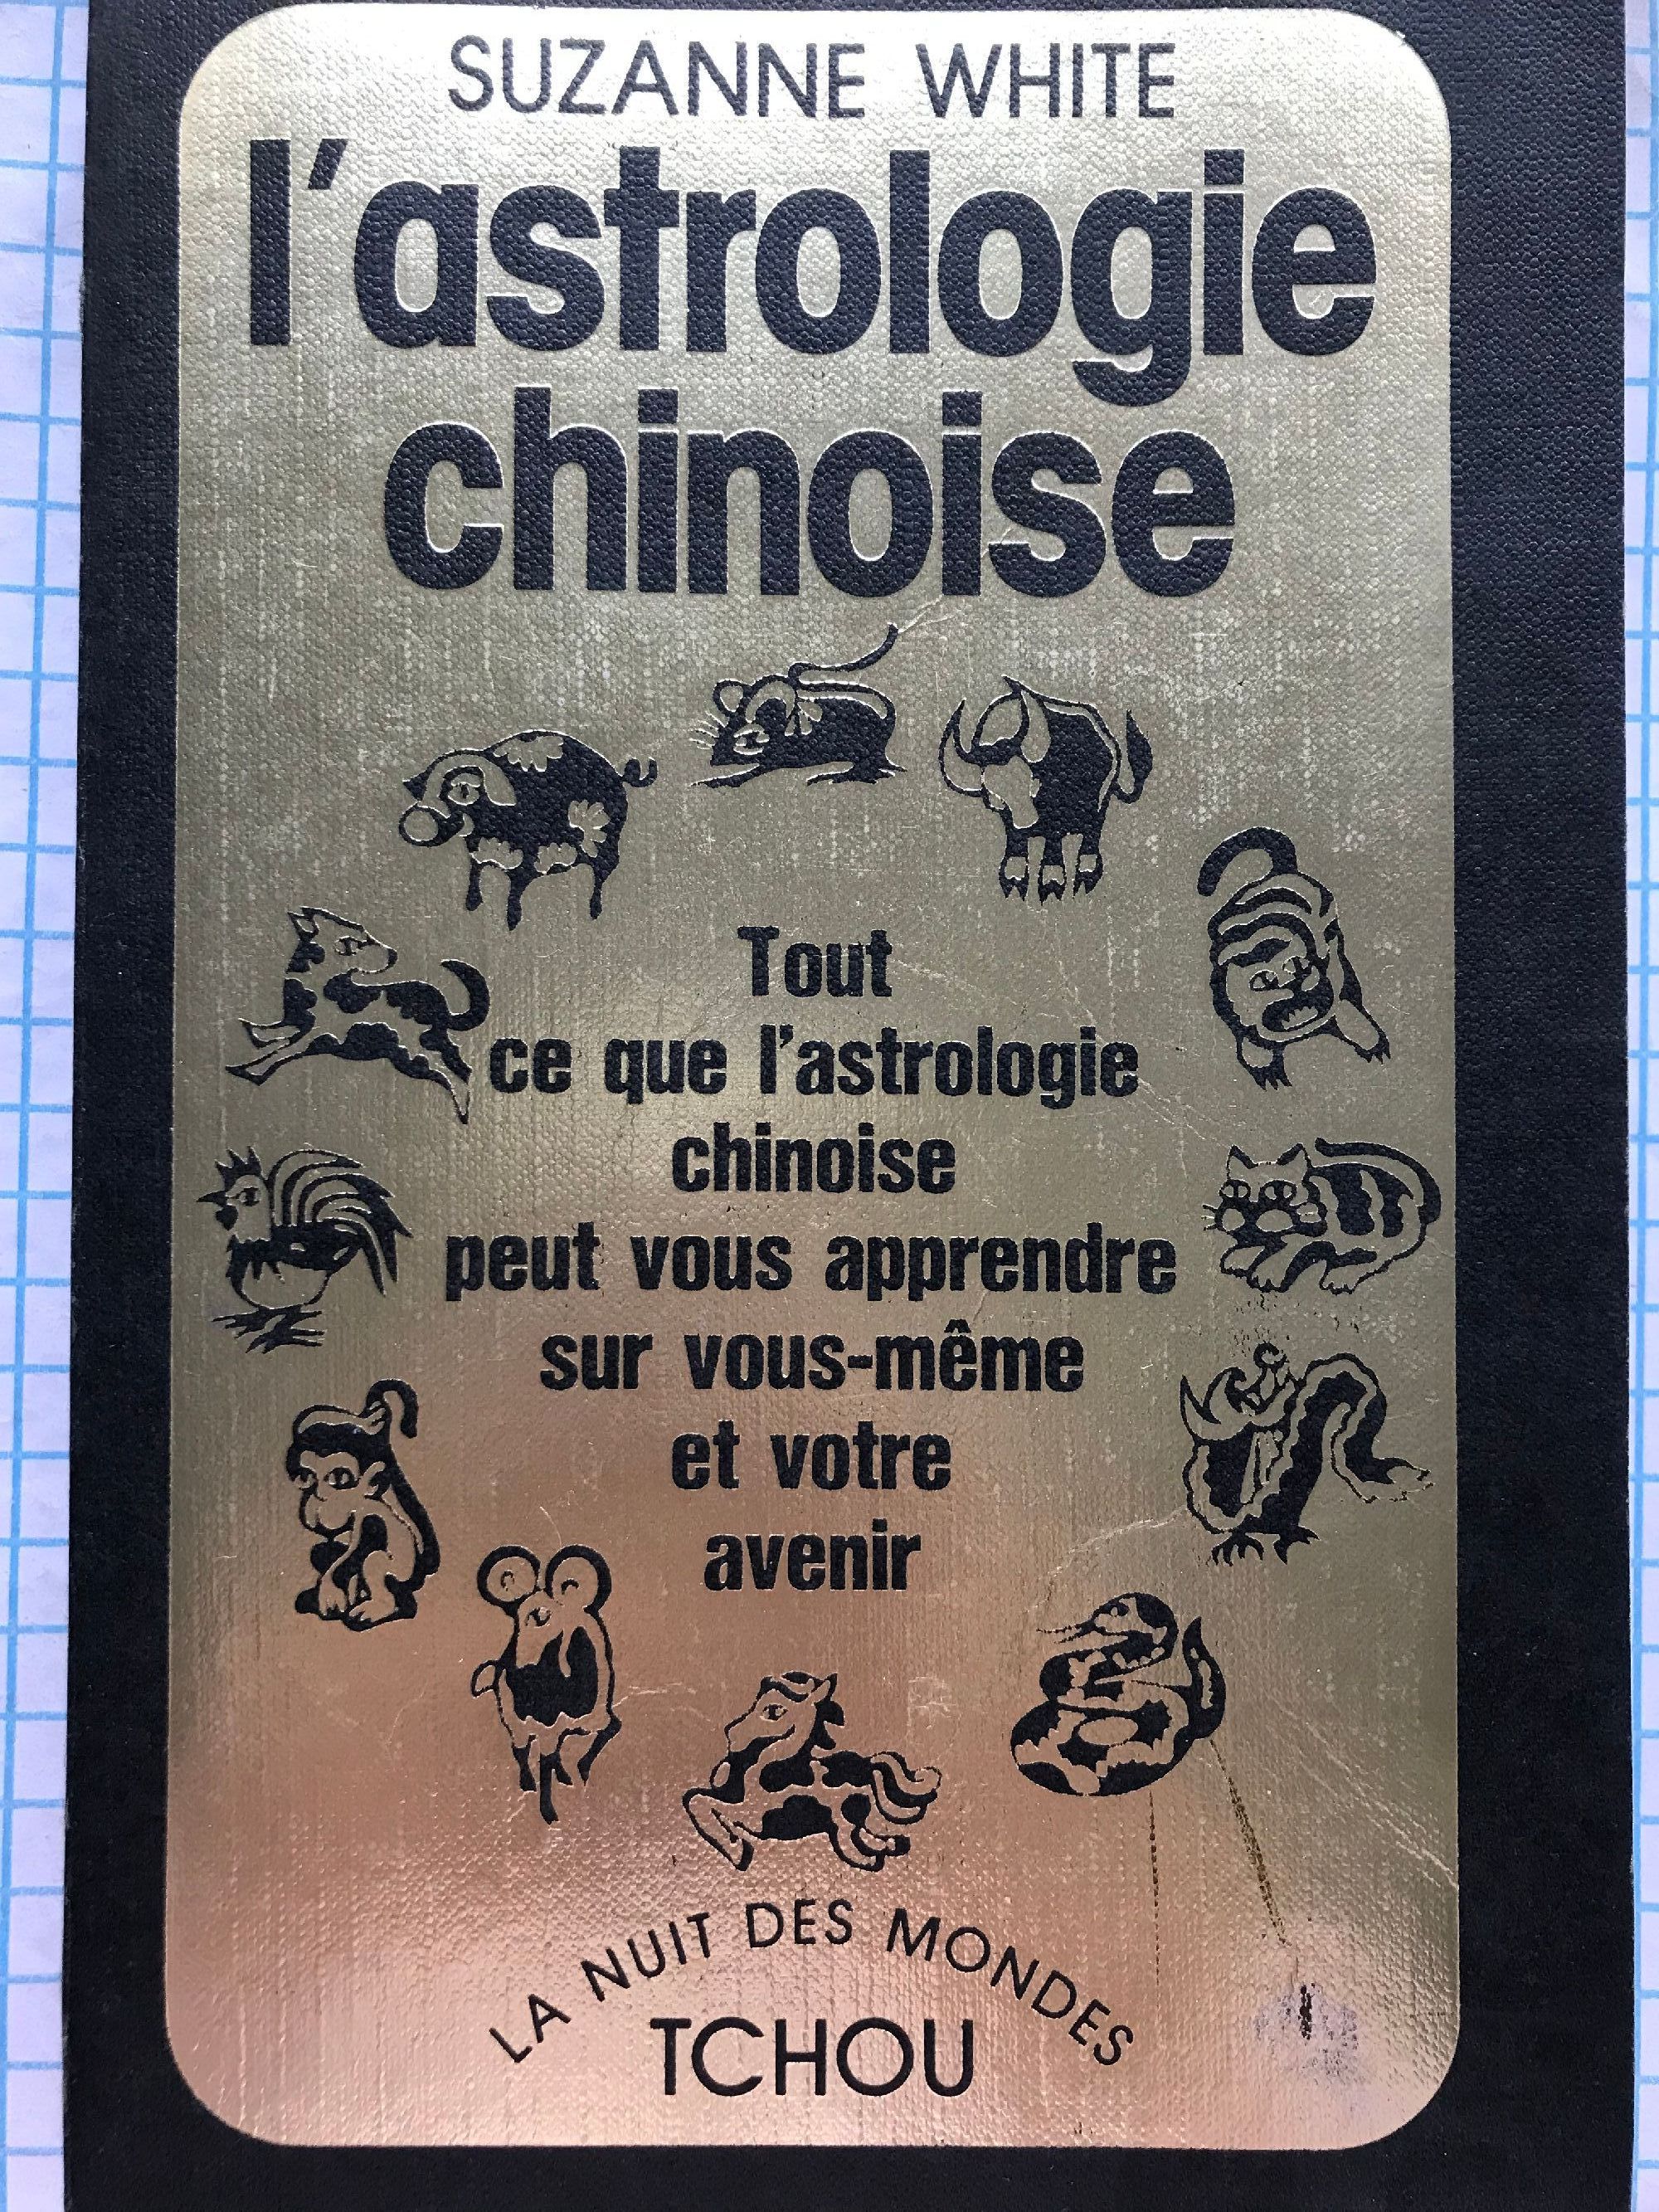 SUZANNE WHITE
l'astrologie
chinoise
Tout
ce que l'astrologie
chinoise
peut vous apprendre
sur vous-même
et votre
avenir
LA NUIT DES MONDES
TCHOU